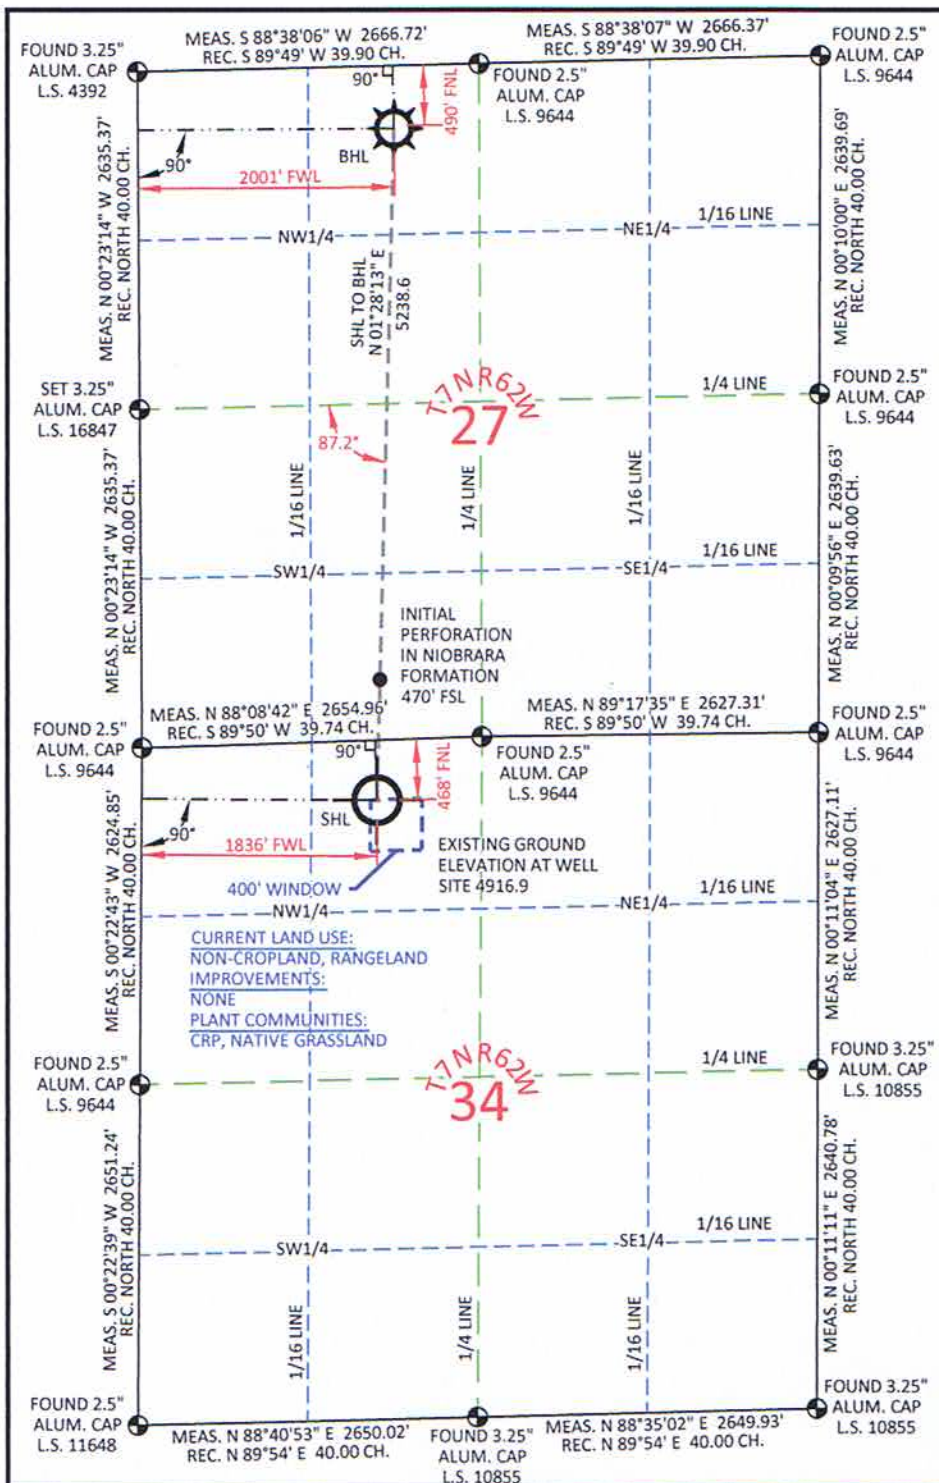 MEAS. S 88°38'06" W 2666.72'
REC. S 89°49' W 39.90 CH.
MEAS. S 88°38'07" W 2666.37'
REC. S 89°49' W 39.90 CH.
FOUND 3.25"
ALUM. CAP
L.S. 4392
FOUND 2.5"
ALUM. CAP
L.S. 9644
FOUND 2.5"
ALUM. CAP
L.S. 9644
90°
490' FNL
BHL
90°
2001' FWL
MEAS. N 00°23'14" W 2635.37'
REC. NORTH 40.00 CH.
MEAS. N 00°10'00" E 2639.69'
REC. NORTH 40.00 CH.
1/16 LINE
NW1/4
NE1/4
SHL TO BHL
N 01°28'13" E
5238.6
SET 3.25"
ALUM. CAP
L.S. 16847
T7N R62W
27
1/4 LINE
FOUND 2.5"
ALUM. CAP
L.S. 9644
87.2°
1/16 LINE
1/4 LINE
1/16 LINE
MEAS. N 00°23'14" W 2635.37'
REC. NORTH 40.00 CH.
MEAS. N 00°09'56" E 2639.63'
REC. NORTH 40.00 CH.
1/16 LINE
SW1/4
SE1/4
INITIAL
PERFORATION
IN NIOBRARA
FORMATION
470' FSL
MEAS. N 88°08'42" E 2654.96'
REC. S 89°50' W 39.74 CH.
MEAS. N 89°17'35" E 2627.31'
REC. S 89°50' W 39.74 CH.
FOUND 2.5"
ALUM. CAP
L.S. 9644
FOUND 2.5"
ALUM. CAP
L.S. 9644
FOUND 2.5"
ALUM. CAP
L.S. 9644
90°
468' FNL
SHL
90°
1836' FWL
EXISTING GROUND
ELEVATION AT WELL
SITE 4916.9
400' WINDOW
MEAS. S 00°22'43" W 2624.85'
REC. NORTH 40.00 CH.
MEAS. N 00°11'04" E 2627.11'
REC. NORTH 40.00 CH.
1/16 LINE
NW1/4
NE1/4
CURRENT LAND USE:
NON-CROPLAND, RANGELAND
IMPROVEMENTS:
NONE
PLANT COMMUNITIES:
CRP, NATIVE GRASSLAND
FOUND 2.5"
ALUM. CAP
L.S. 9644
T7N R62W
34
1/4 LINE
FOUND 3.25"
ALUM. CAP
L.S. 10855
MEAS. S 00°22'39" W 2651.24'
REC. NORTH 40.00 CH.
MEAS. N 00°11'11" E 2640.78'
REC. NORTH 40.00 CH.
1/16 LINE
SW1/4
SE1/4
1/16 LINE
1/4 LINE
1/16 LINE
FOUND 2.5"
ALUM. CAP
L.S. 11648
MEAS. N 88°40'53" E 2650.02'
REC. N 89°54' E 40.00 CH.
FOUND 3.25"
ALUM. CAP
L.S. 10855
MEAS. N 88°35'02" E 2649.93'
REC. N 89°54' E 40.00 CH.
FOUND 3.25"
ALUM. CAP
L.S. 10855